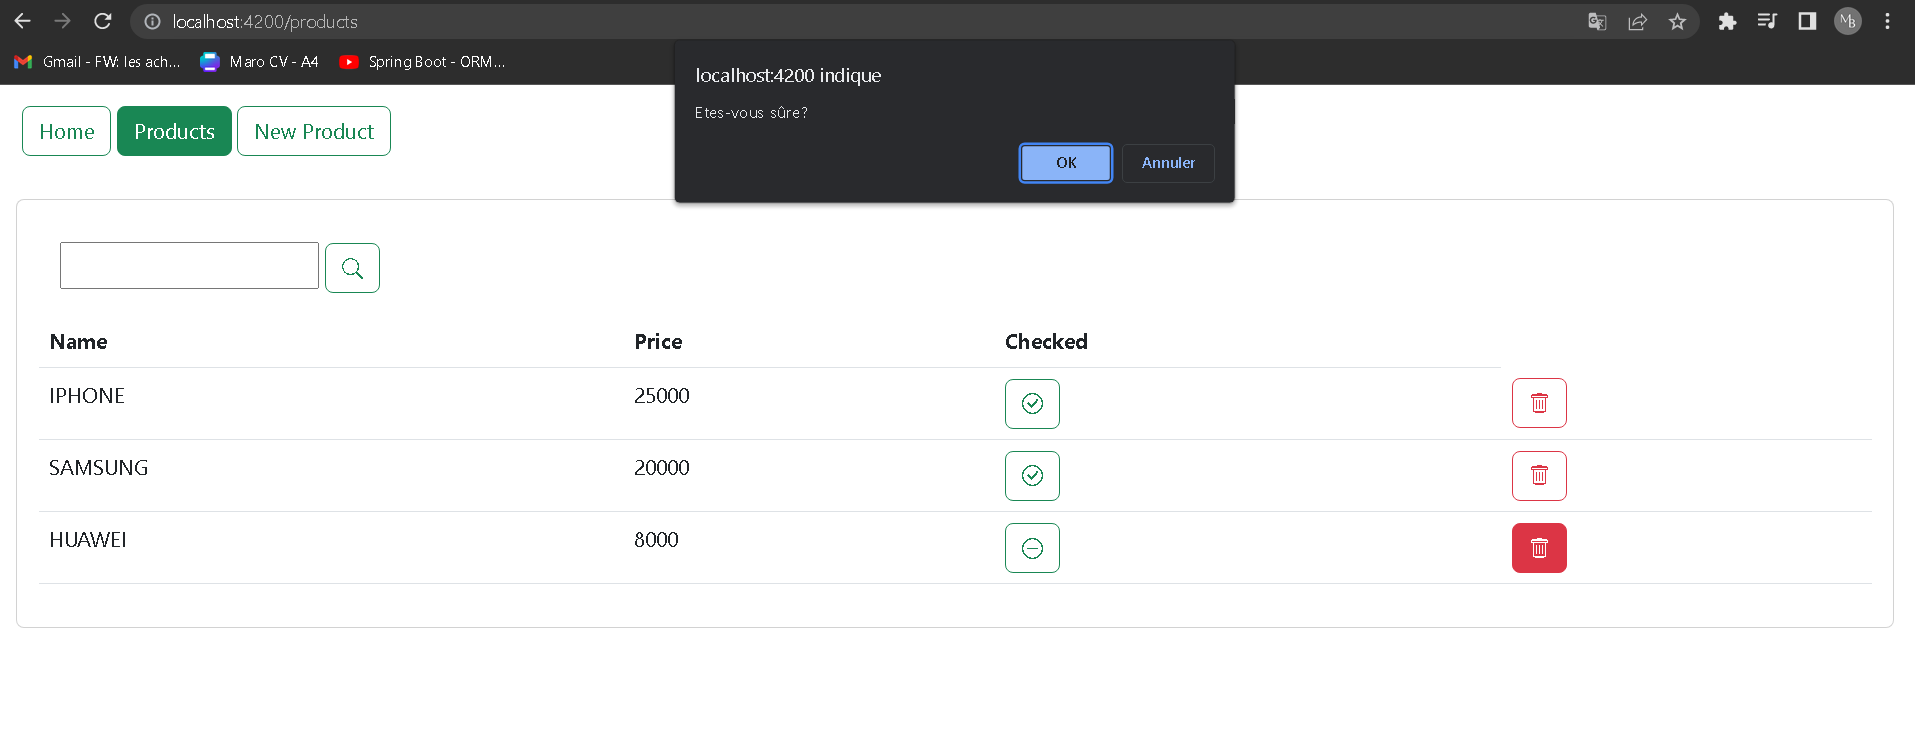 localhost:4200/products
Gmail - FW: les ach... Maro CV - A4 Spring Boot - ORM...
MB
localhost:4200 indique
Etes-vous sûre?
OK Annuler
Home Products New Product
Name Price Checked
IPHONE 25000
SAMSUNG 20000
HUAWEI 8000